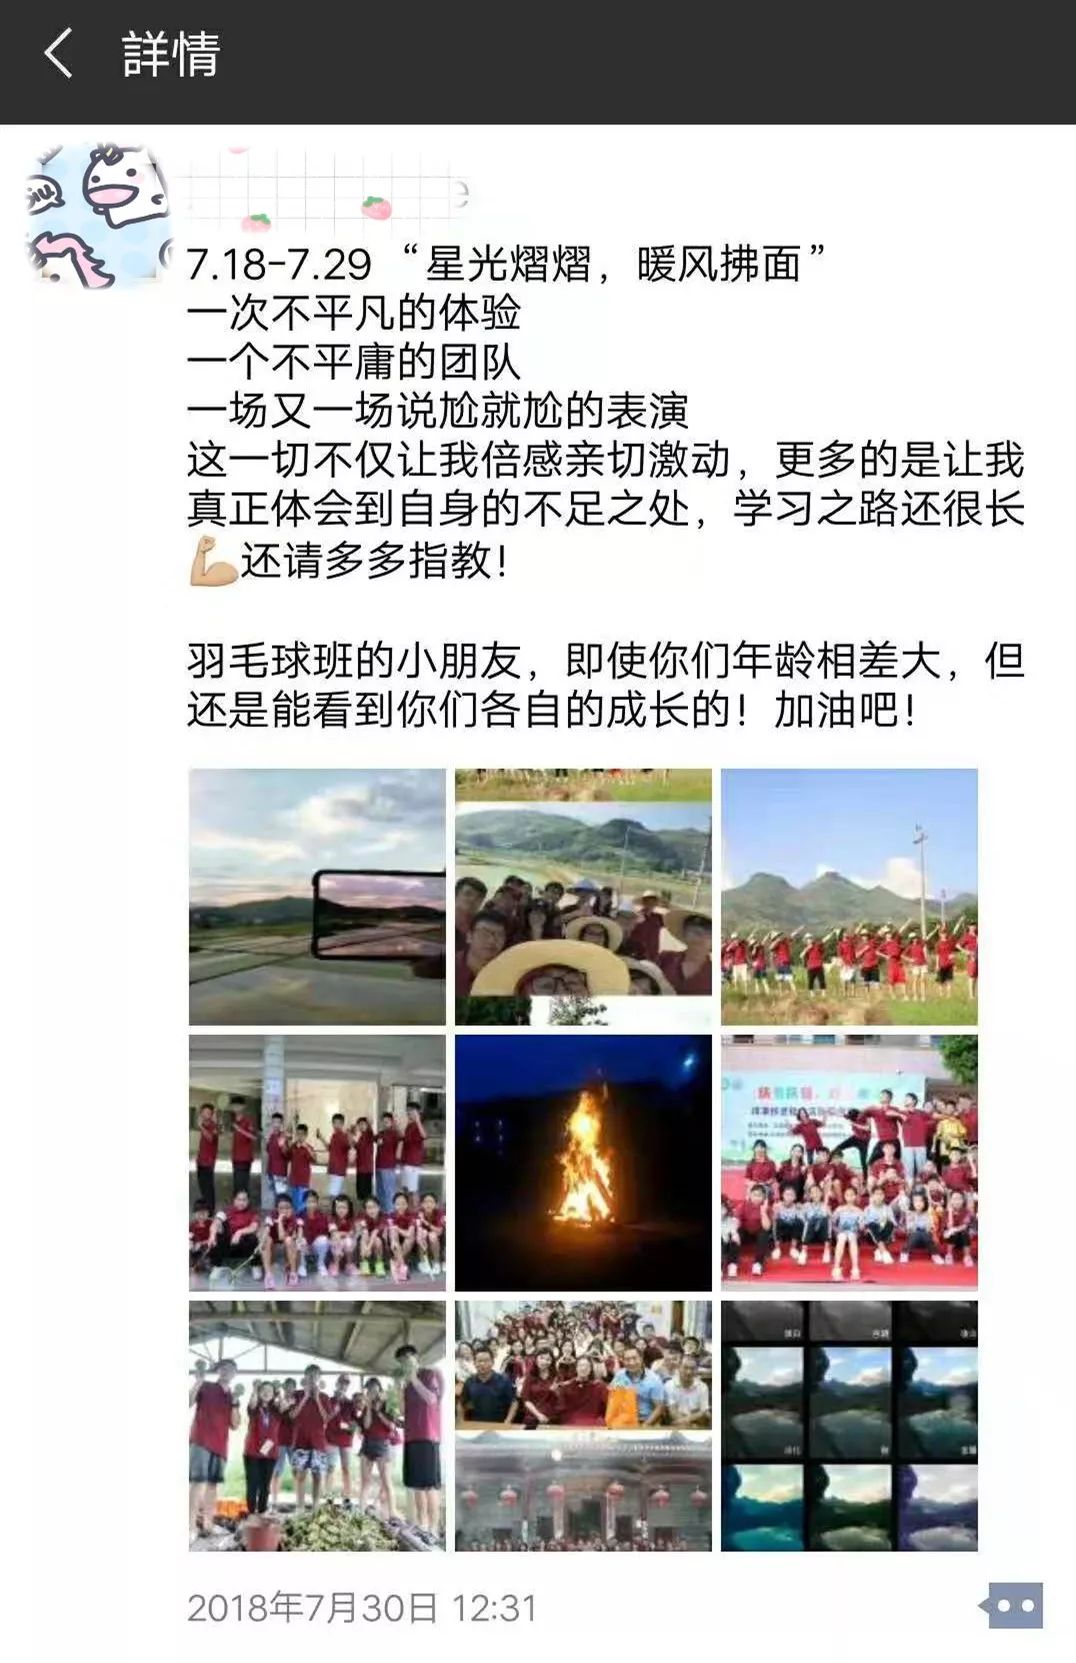 詳情
7.18-7.29 “星光熠熠，暖风拂面”
一次不平凡的体验
一个不平庸的团队
一场又一场说尬就尬的表演
这一切不仅让我倍感亲切激动，更多的是让我
真正体会到自身的不足之处，学习之路还很长
💪🏼还请多多指教！
羽毛球班的小朋友，即使你们年龄相差大，但
还是能看到你们各自的成长的！加油吧！
2018年7月30日 12:31